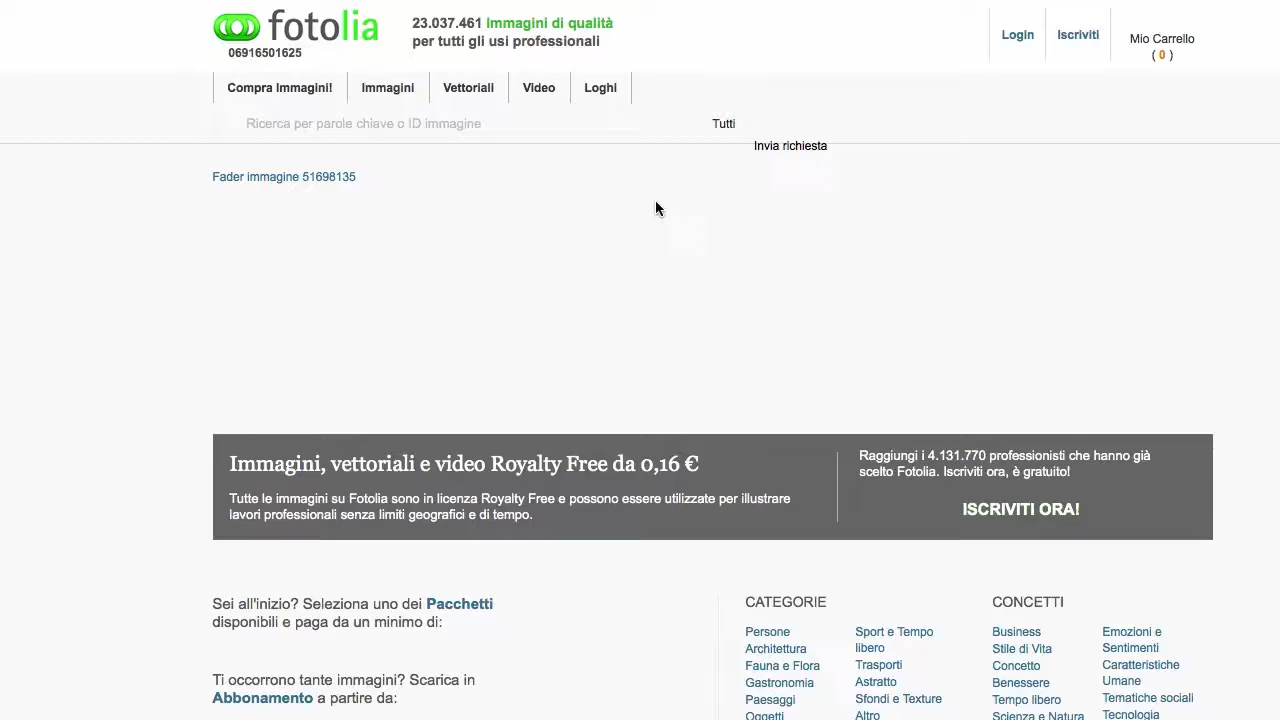 fotolia
06916501625
23.037.461 Immagini di qualità
per tutti gli usi professionali
Login
Iscriviti
Mio Carrello
( 0 )
Compra Immagini!
Immagini
Vettoriali
Video
Loghi
Ricerca per parole chiave o ID immagine
Tutti
Invia richiesta
Fader immagine 51698135
Immagini, vettoriali e video Royalty Free da 0,16 €
Tutte le immagini su Fotolia sono in licenza Royalty Free e possono essere utilizzate per illustrare
lavori professionali senza limiti geografici e di tempo.
Raggiungi i 4.131.770 professionisti che hanno già
scelto Fotolia. Iscriviti ora, è gratuito!
ISCRIVITI ORA!
Sei all'inizio? Seleziona uno dei Pacchetti
disponibili e paga da un minimo di:
Ti occorrono tante immagini? Scarica in
Abbonamento a partire da:
CATEGORIE
Persone
Architettura
Fauna e Flora
Gastronomia
Paesaggi
Oggetti
Sport e Tempo
libero
Trasporti
Astratto
Sfondi e Texture
Altro
CONCETTI
Business
Stile di Vita
Concetto
Benessere
Tempo libero
Scienza e Natura
Emozioni e
Sentimenti
Caratteristiche
Umane
Tematiche sociali
Tecnologia